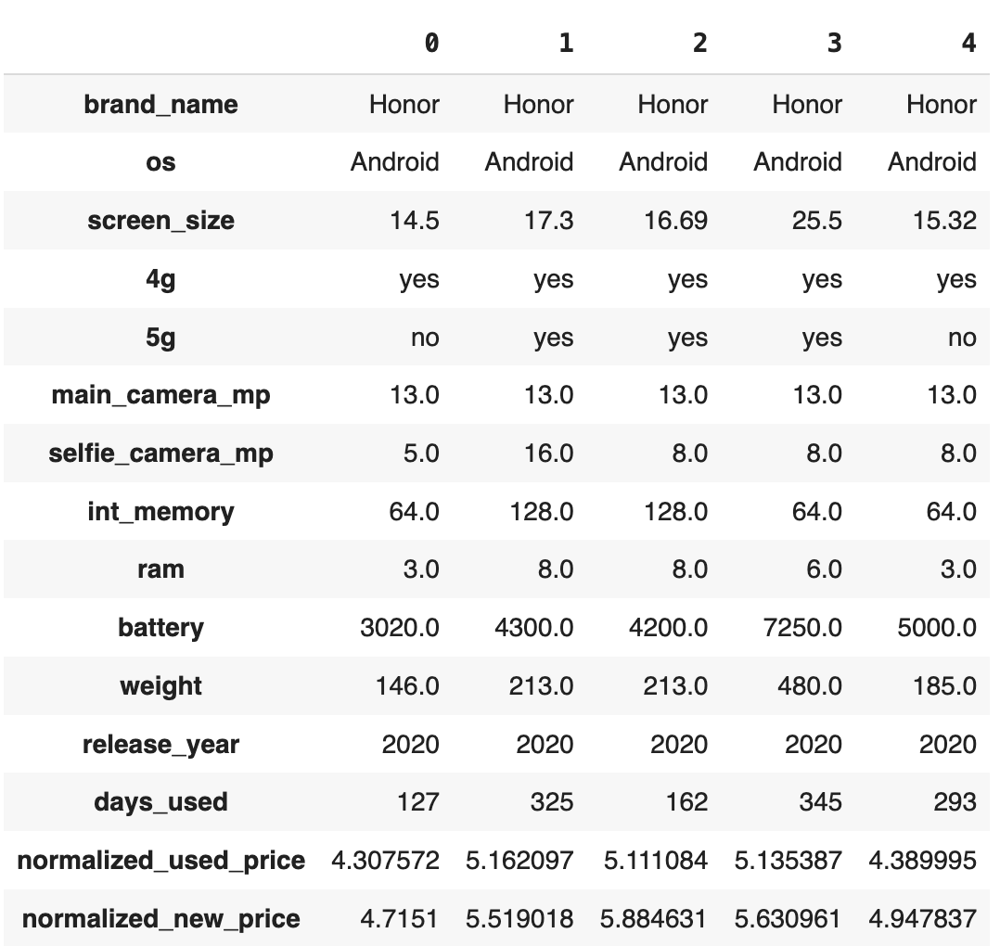 0 1 2 3 4
brand_name Honor Honor Honor Honor Honor
os Android Android Android Android Android
screen_size 14.5 17.3 16.69 25.5 15.32
4g yes yes yes yes yes
5g no yes yes yes no
main_camera_mp 13.0 13.0 13.0 13.0 13.0
selfie_camera_mp 5.0 16.0 8.0 8.0 8.0
int_memory 64.0 128.0 128.0 64.0 64.0
ram 3.0 8.0 8.0 6.0 3.0
battery 3020.0 4300.0 4200.0 7250.0 5000.0
weight 146.0 213.0 213.0 480.0 185.0
release_year 2020 2020 2020 2020 2020
days_used 127 325 162 345 293
normalized_used_price 4.307572 5.162097 5.111084 5.135387 4.389995
normalized_new_price 4.7151 5.519018 5.884631 5.630961 4.947837